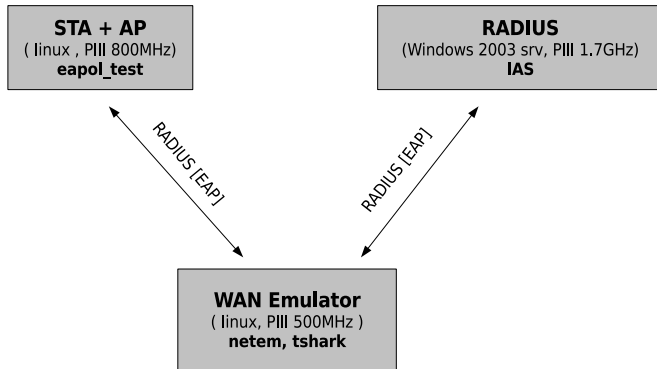 STA + AP
( linux , PIII 800MHz)
eapol_test
RADIUS
(Windows 2003 srv, PIII 1.7GHz)
IAS
RADIUS [EAP]
RADIUS [EAP]
WAN Emulator
( linux, PIII 500MHz )
netem, tshark